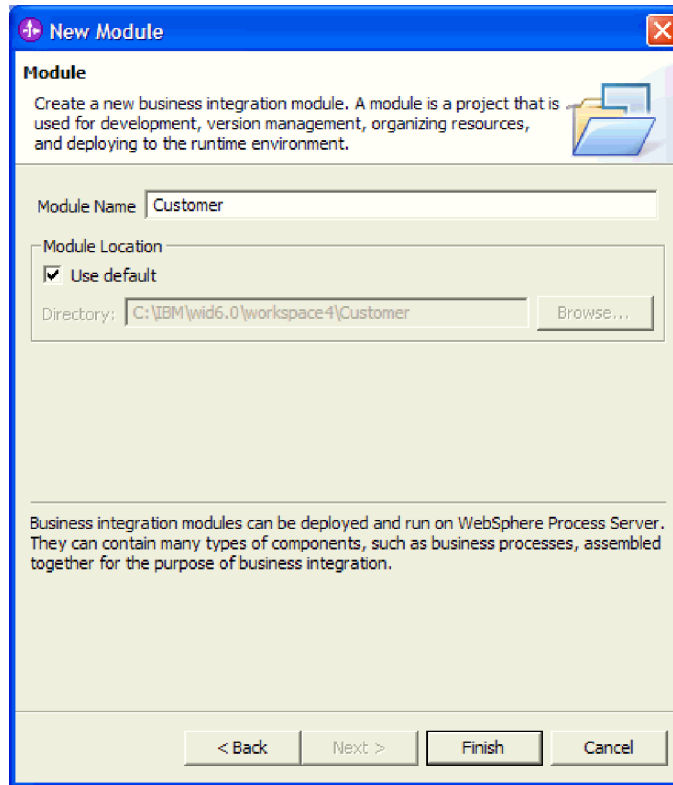 New Module
Module
Create a new business integration module. A module is a project that is
used for development, version management, organizing resources,
and deploying to the runtime environment.
Module Name Customer
Module Location
Use default
Directory: C:\IBM\wid6.0\workspace4\Customer Browse...
Business integration modules can be deployed and run on WebSphere Process Server.
They can contain many types of components, such as business processes, assembled
together for the purpose of business integration.
< Back Next > Finish Cancel